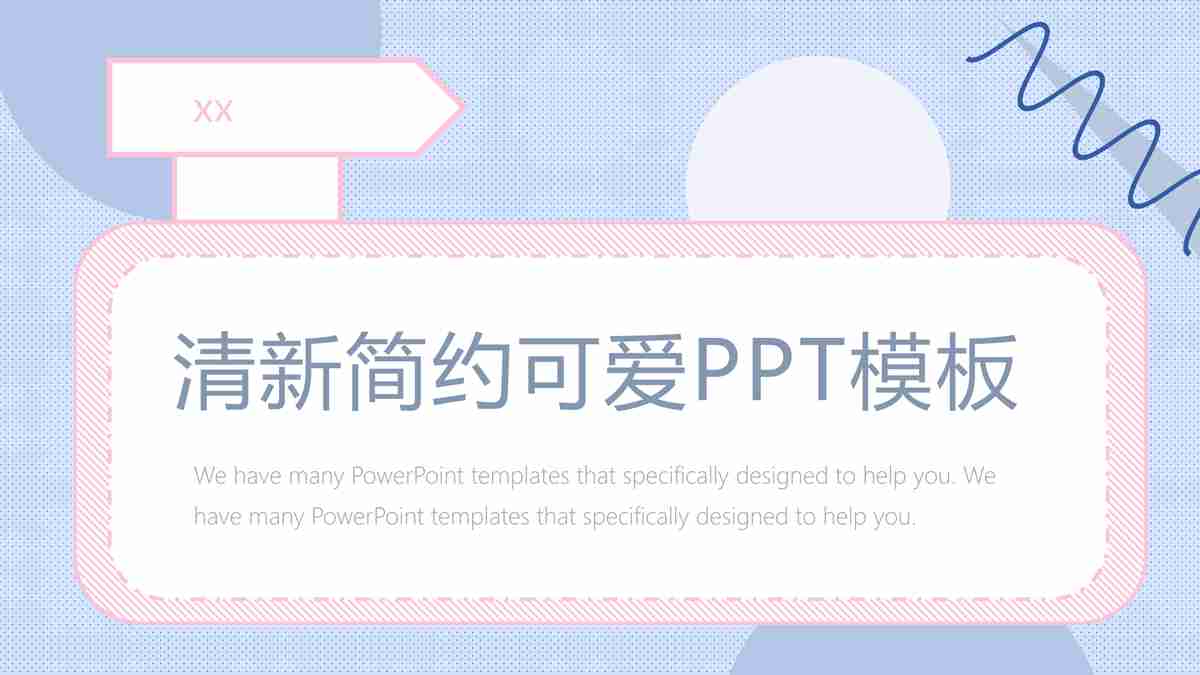 XX
清新简约可爱PPT模板
We have many PowerPoint templates that specifically designed to help you. We
have many PowerPoint templates that specifically designed to help you.